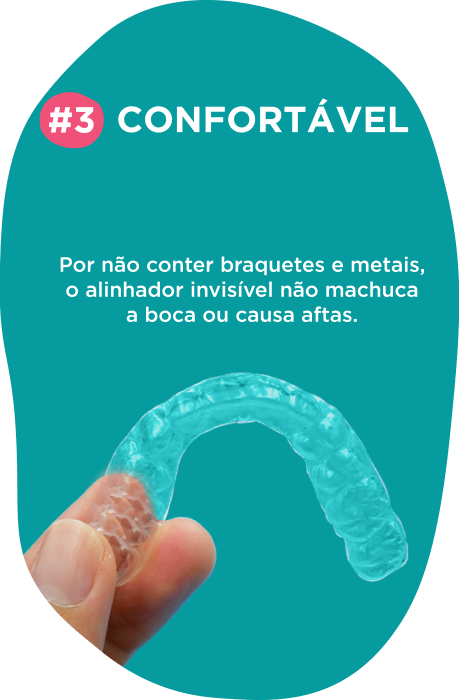 #3 CONFORTÁVEL
Por não conter braquetes e metais,
o alinhador invisível não machuca
a boca ou causa aftas.